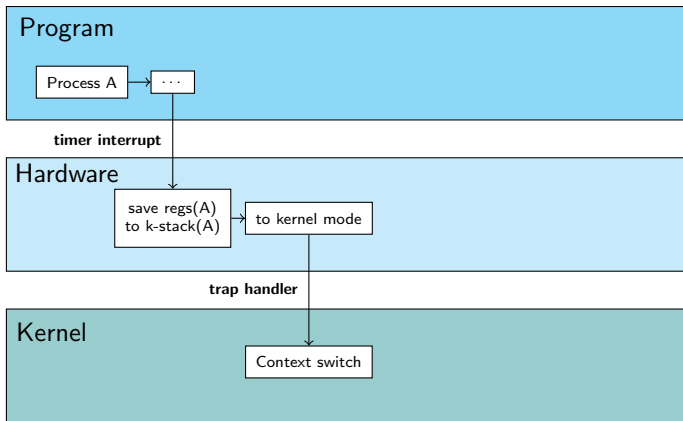 Program
Process A
...
timer interrupt
Hardware
save regs(A)
to k-stack(A)
to kernel mode
trap handler
Kernel
Context switch